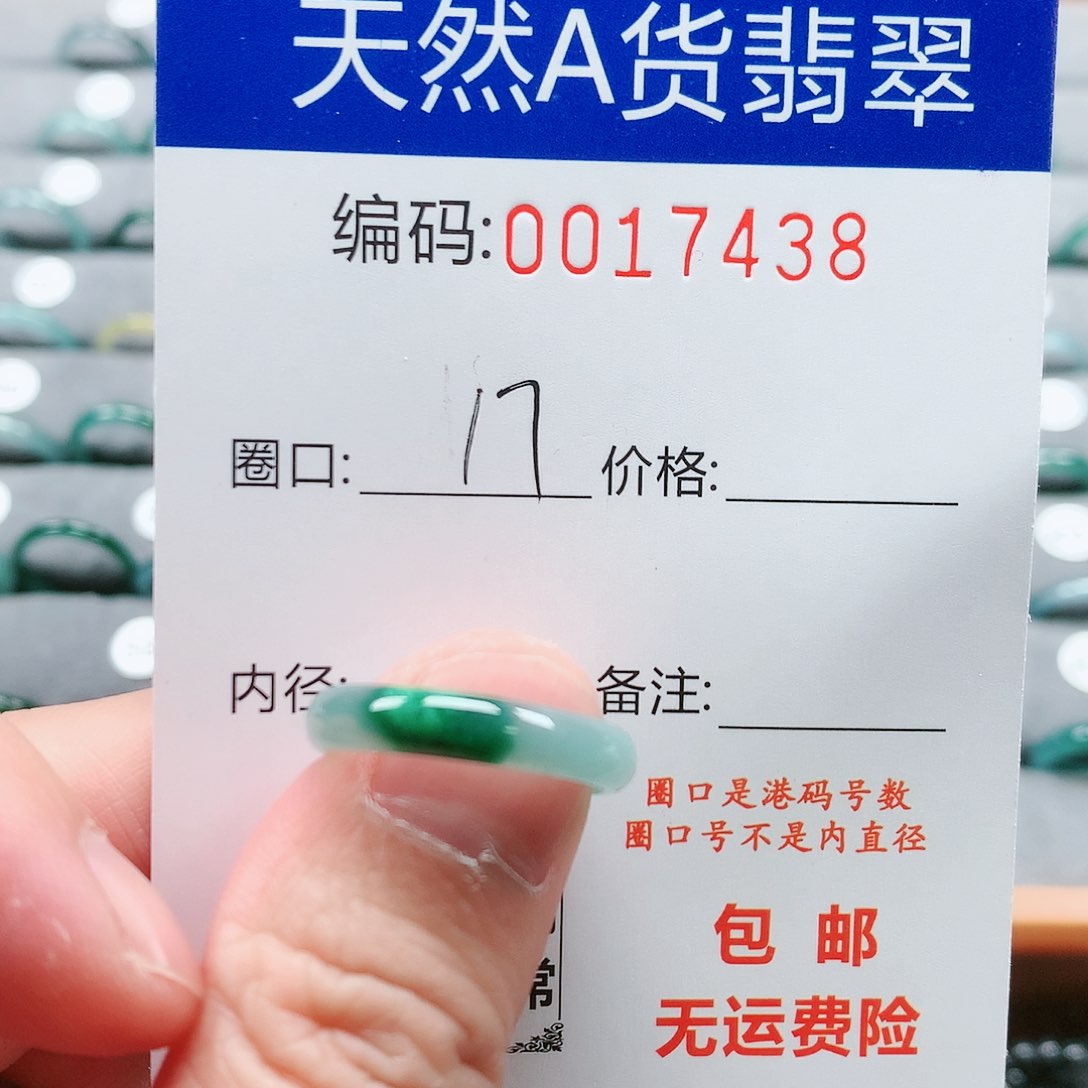 天然A货翡翠
编码:0017438
圈口: 17 价格:
内径: 备注:
圈口是港码号数
圈口号不是内直径
常
包邮
无运费险